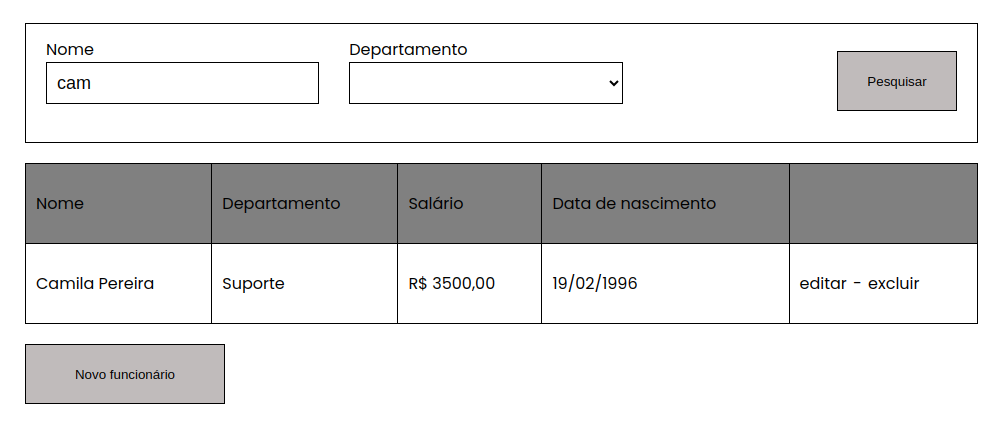 Nome Departamento
cam Pesquisar
Nome Departamento Salário Data de nascimento
Camila Pereira Suporte R$ 3500,00 19/02/1996 editar - excluir
Novo funcionário